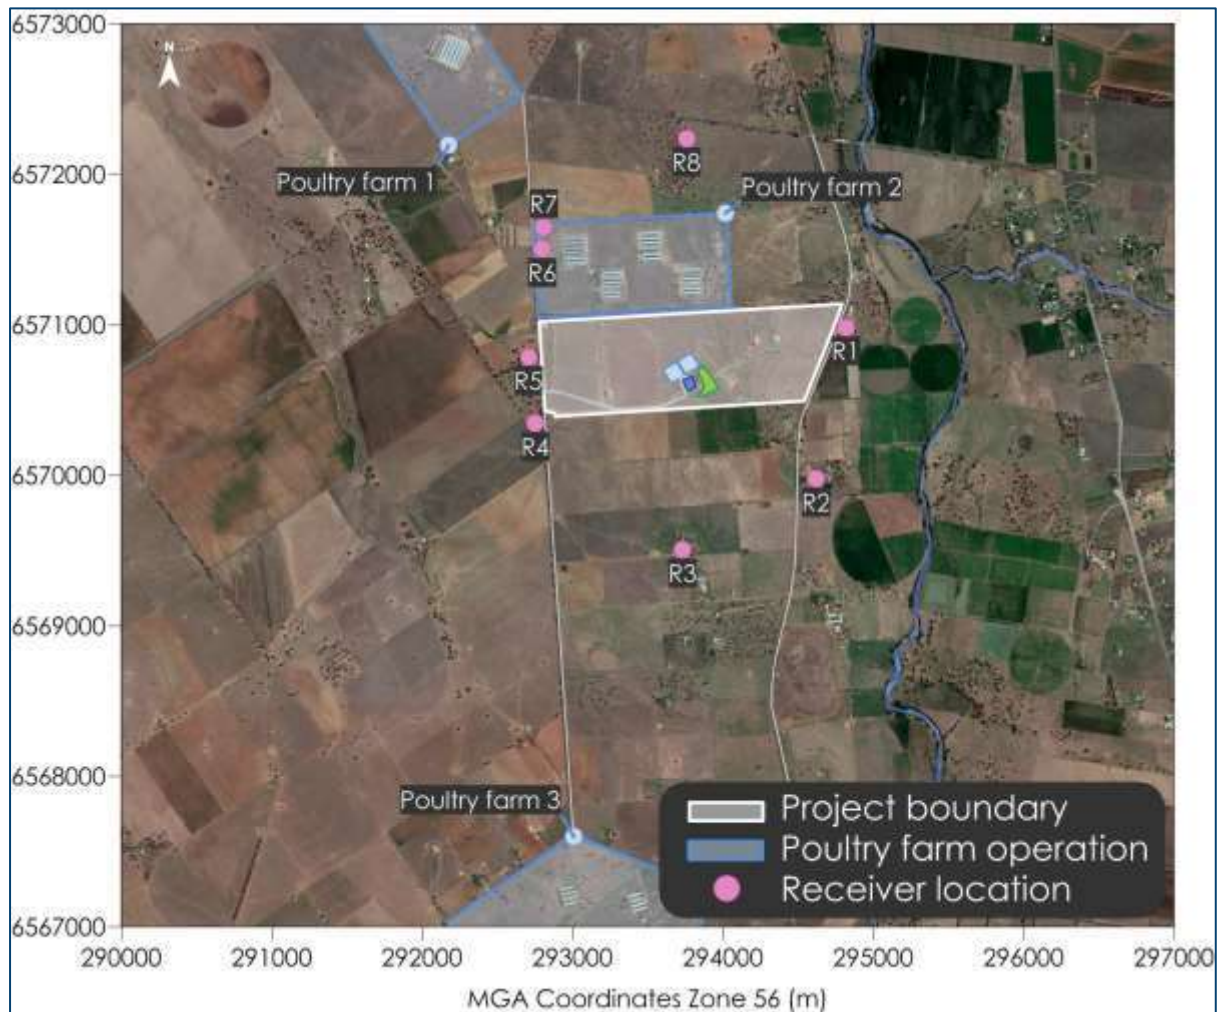 6573000
N
R8
6572000
Poultry farm 1
Poultry farm 2
R7
R6
6571000
R1
R5
R4
6570000
R2
R3
6569000
6568000
Poultry farm 3
Project boundary
Poultry farm operation
Receiver location
6567000
290000 291000 292000 293000 294000 295000 296000 297000
MGA Coordinates Zone 56 (m)